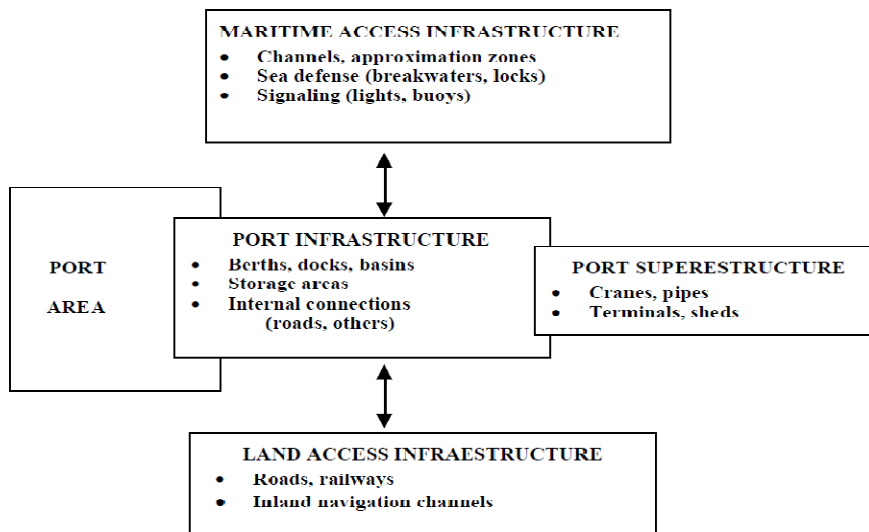 MARITIME ACCESS INFRASTRUCTURE
• Channels, approximation zones
• Sea defense (breakwaters, locks)
• Signaling (lights, buoys)
PORT
AREA
PORT INFRASTRUCTURE
• Berths, docks, basins
• Storage areas
• Internal connections
(roads, others)
PORT SUPERESTRUCTURE
• Cranes, pipes
• Terminals, sheds
LAND ACCESS INFRAESTRUCTURE
• Roads, railways
• Inland navigation channels